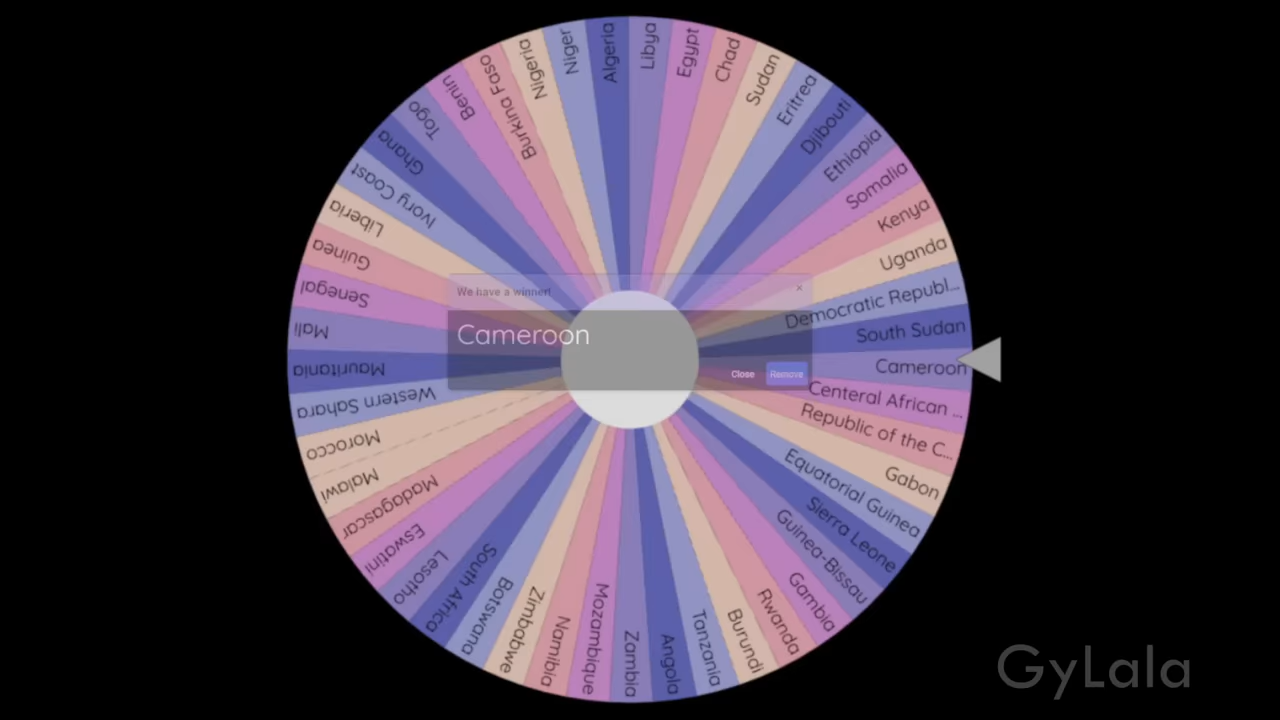 Algeria
Libya
Egypt
Chad
Sudan
Eritrea
Djibouti
Ethiopia
Somalia
Kenya
Uganda
Democratic Republ...
South Sudan
Cameroon
Centeral African ...
Republic of the C...
Gabon
Equatorial Guinea
Sierra Leone
Guinea-Bissau
Gambia
Rwanda
Burundi
Tanzania
Angola
Zambia
Mozambique
Namibia
Zimbabwe
Botswana
South Africa
Lesotho
Eswatini
Madagascar
Malawi
Morocco
Western Sahara
Mauritania
Mali
Senegal
Guinea
Liberia
Ivory Coast
Ghana
Togo
Benin
Burkina Faso
Nigeria
Niger
We have a winner!
×
Cameroon
Close
Remove
GyLala